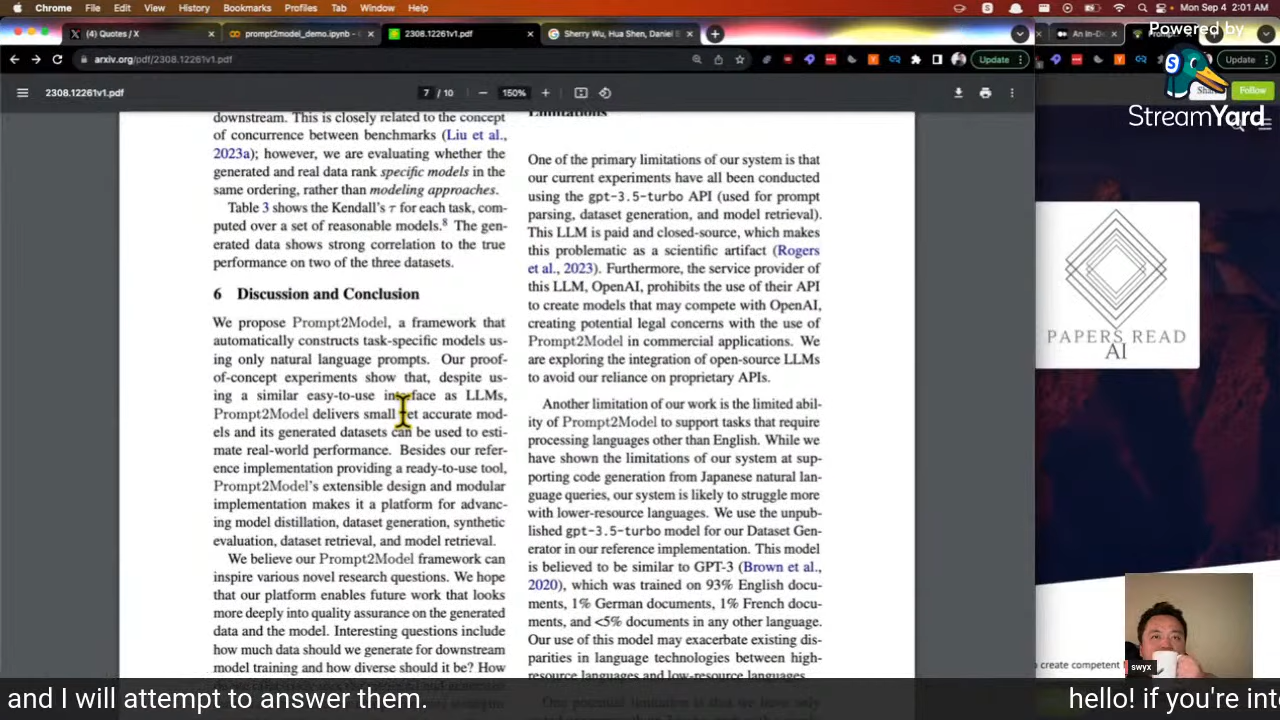 Chrome File Edit View History Bookmarks Profiles Tab Window Help
Mon Sep 4 2:01 AM
(4) Quotes / X
prompt2model_demo.ipynb -
2308.12261v1.pdf
Sherry Wu, Hua Shen, Daniel
An In-D
Powered by
arxiv.org/pdf/2308.12261v1.pdf
Update
Update
2308.12261v1.pdf
7 / 10
150%
Follow
StreamYard
downstream. This is closely related to the concept
of concurrence between benchmarks (Liu et al.,
2023a); however, we are evaluating whether the
generated and real data rank specific models in the
same ordering, rather than modeling approaches.
Table 3 shows the Kendall's τ for each task, com-
puted over a set of reasonable models.8 The gen-
erated data shows strong correlation to the true
performance on two of the three datasets.
6 Discussion and Conclusion
We propose Prompt2Model, a framework that
automatically constructs task-specific models us-
ing only natural language prompts. Our proof-
of-concept experiments show that, despite us-
ing a similar easy-to-use interface as LLMs,
Prompt2Model delivers small yet accurate mod-
els and its generated datasets can be used to esti-
mate real-world performance. Besides our refer-
ence implementation providing a ready-to-use tool,
Prompt2Model's extensible design and modular
implementation makes it a platform for advanc-
ing model distillation, dataset generation, synthetic
evaluation, dataset retrieval, and model retrieval.
We believe our Prompt2Model framework can
inspire various novel research questions. We hope
that our platform enables future work that looks
more deeply into quality assurance on the generated
data and the model. Interesting questions include
how much data should we generate for downstream
model training and how diverse should it be? How
Limitations
One of the primary limitations of our system is that
our current experiments have all been conducted
using the gpt-3.5-turbo API (used for prompt
parsing, dataset generation, and model retrieval).
This LLM is paid and closed-source, which makes
this problematic as a scientific artifact (Rogers
et al., 2023). Furthermore, the service provider of
this LLM, OpenAI, prohibits the use of their API
to create models that may compete with OpenAI,
creating potential legal concerns with the use of
Prompt2Model in commercial applications. We
are exploring the integration of open-source LLMs
to avoid our reliance on proprietary APIs.
Another limitation of our work is the limited abil-
ity of Prompt2Model to support tasks that require
processing languages other than English. While we
have shown the limitations of our system at sup-
porting code generation from Japanese natural lan-
guage queries, our system is likely to struggle more
with lower-resource languages. We use the unpub-
lished gpt-3.5-turbo model for our Dataset Gen-
erator in our reference implementation. This model
is believed to be similar to GPT-3 (Brown et al.,
2020), which was trained on 93% English docu-
ments, 1% German documents, 1% French docu-
ments, and <5% documents in any other language.
Our use of this model may exacerbate existing dis-
parities in language technologies between high-
resource languages and low-resource languages.
One potential limitation is that we have only
PAPERS READ
AI
o create competent
swyx
and I will attempt to answer them.
hello! if you're inte